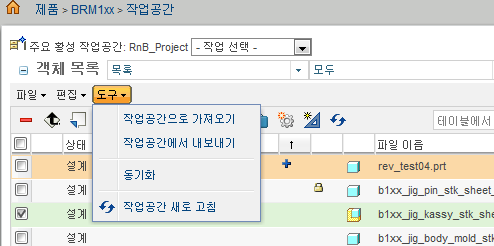 제품 > BRM1xx > 작업공간
주요 활성 작업공간: RnB_Project - 작업 선택 -
객체 목록 목록 모두
파일 편집 도구
작업공간으로 가져오기
작업공간에서 내보내기
동기화
작업공간 새로 고침
테이블에서
상태 파일 이름
설계 rev_test04.prt
설계 b1xx_jig_pin_stk_sheet_
설계 b1xx_jig_kassy_stk_st
설계 b1xx_jig_body_mold_st